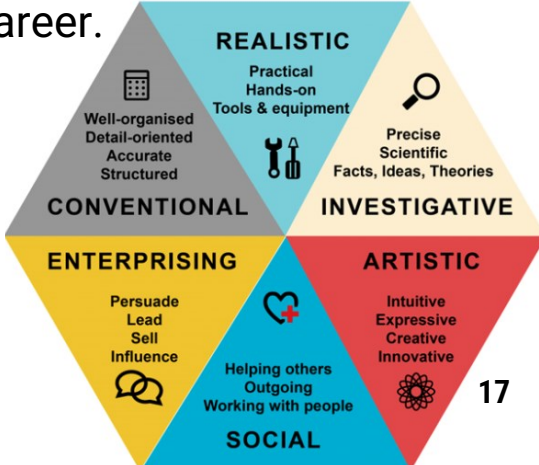 areer.
REALISTIC
Practical
Hands-on
Tools & equipment
Well-organised
Detail-oriented
Accurate
Structured
CONVENTIONAL
Precise
Scientific
Facts, Ideas, Theories
INVESTIGATIVE
ENTERPRISING
Persuade
Lead
Sell
Influence
Helping others
Outgoing
Working with people
SOCIAL
ARTISTIC
Intuitive
Expressive
Creative
Innovative
17